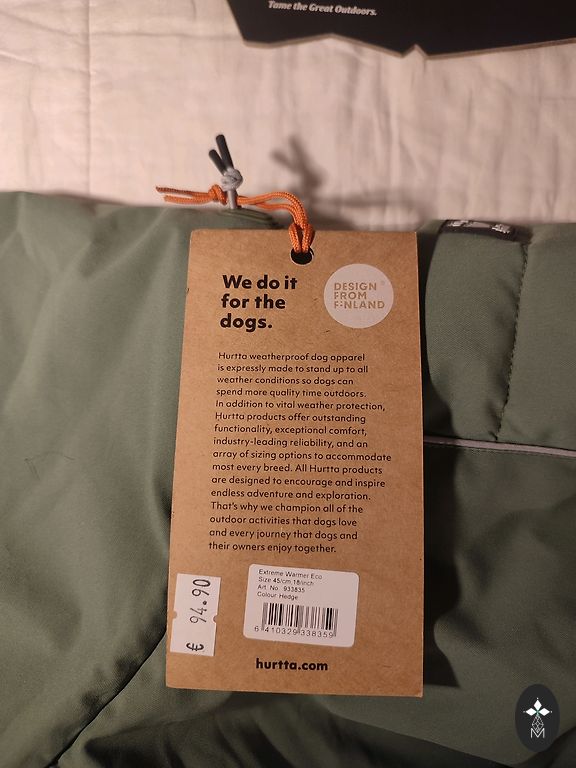 Tame the Great Outdoors.
We do it
for the
dogs.
DESIGN
FROM
FINLAND
Hurtta weatherproof dog apparel
is expressly made to stand up to all
weather conditions so dogs can
spend more quality time outdoors.
In addition to vital weather protection,
Hurtta products offer outstanding
functionality, exceptional comfort,
industry-leading reliability, and an
array of sizing options to accommodate
most every breed. All Hurtta products
are designed to encourage and inspire
endless adventure and exploration.
That's why we champion all of the
outdoor activities that dogs love
and every journey that dogs and
their owners enjoy together.
Extreme Warmer Eco
Size 45/cm 18/inch
Art. No 933835
Colour Hedge
6 410329 338359
€ 94.90
hurtta.com
M